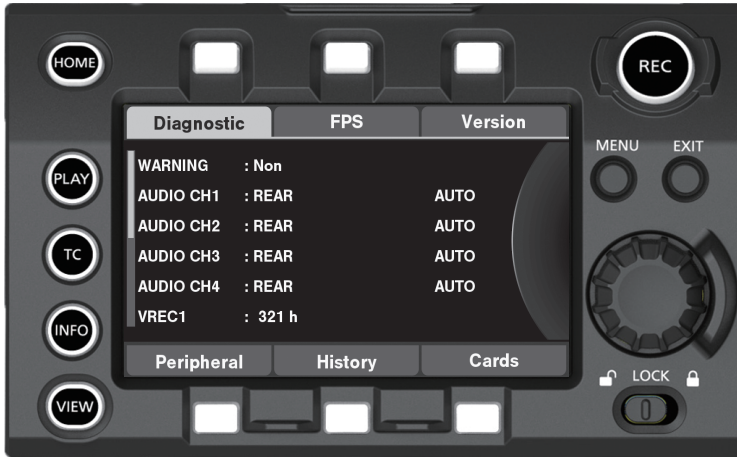 HOME
REC
Diagnostic FPS Version
MENU EXIT
PLAY
WARNING : Non
AUDIO CH1 : REAR AUTO
AUDIO CH2 : REAR AUTO
TC
AUDIO CH3 : REAR AUTO
AUDIO CH4 : REAR AUTO
INFO
VREC1 : 321 h
Peripheral History Cards
LOCK
VIEW